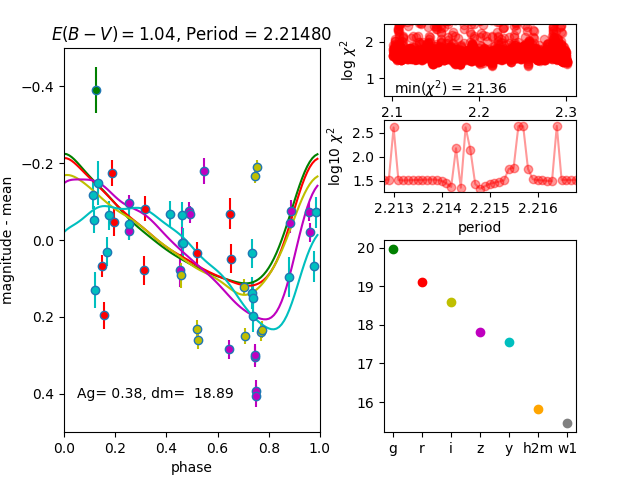 E(B − V) = 1.04, Period = 2.21480
magnitude - mean
−0.4
−0.2
0.0
0.2
0.4
Ag= 0.38, dm=  18.89
0.0 0.2 0.4 0.6 0.8 1.0
phase
log χ²
2
1
min(χ²) = 21.36
2.1 2.2 2.3
log10 χ²
2.5
2.0
1.5
2.213 2.214 2.215 2.216
period
20
19
18
17
16
g r i z y h2m w1